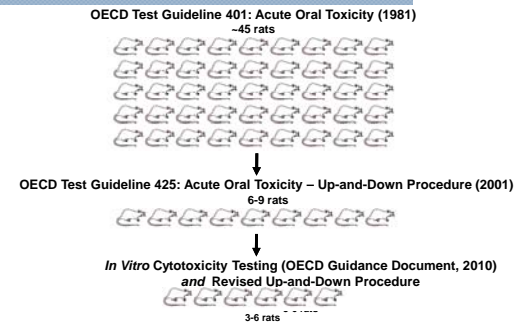 OECD Test Guideline 401: Acute Oral Toxicity (1981)
~45 rats
OECD Test Guideline 425: Acute Oral Toxicity – Up-and-Down Procedure (2001)
6-9 rats
In Vitro Cytotoxicity Testing (OECD Guidance Document, 2010)
and Revised Up-and-Down Procedure
3-6 rats